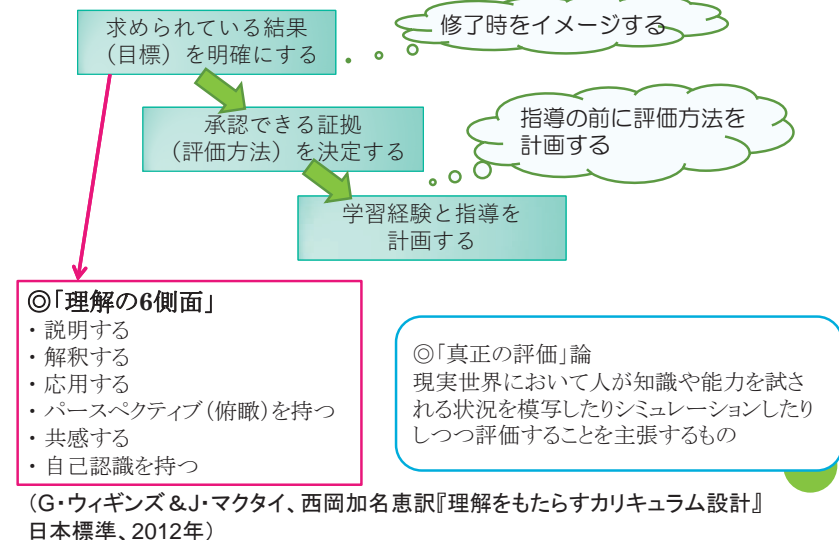 求められている結果
（目標）を明確にする
修了時をイメージする
承認できる証拠
（評価方法）を決定する
指導の前に評価方法を
計画する
学習経験と指導を
計画する
◎「理解の6側面」
・説明する
・解釈する
・応用する
・パースペクティブ（俯瞰）を持つ
・共感する
・自己認識を持つ
◎「真正の評価」論
現実世界において人が知識や能力を試さ
れる状況を模写したりシミュレーションしたり
しつつ評価することを主張するもの
（G・ウィギンズ＆J・マクタイ、西岡加名恵訳『理解をもたらすカリキュラム設計』
日本標準、2012年）